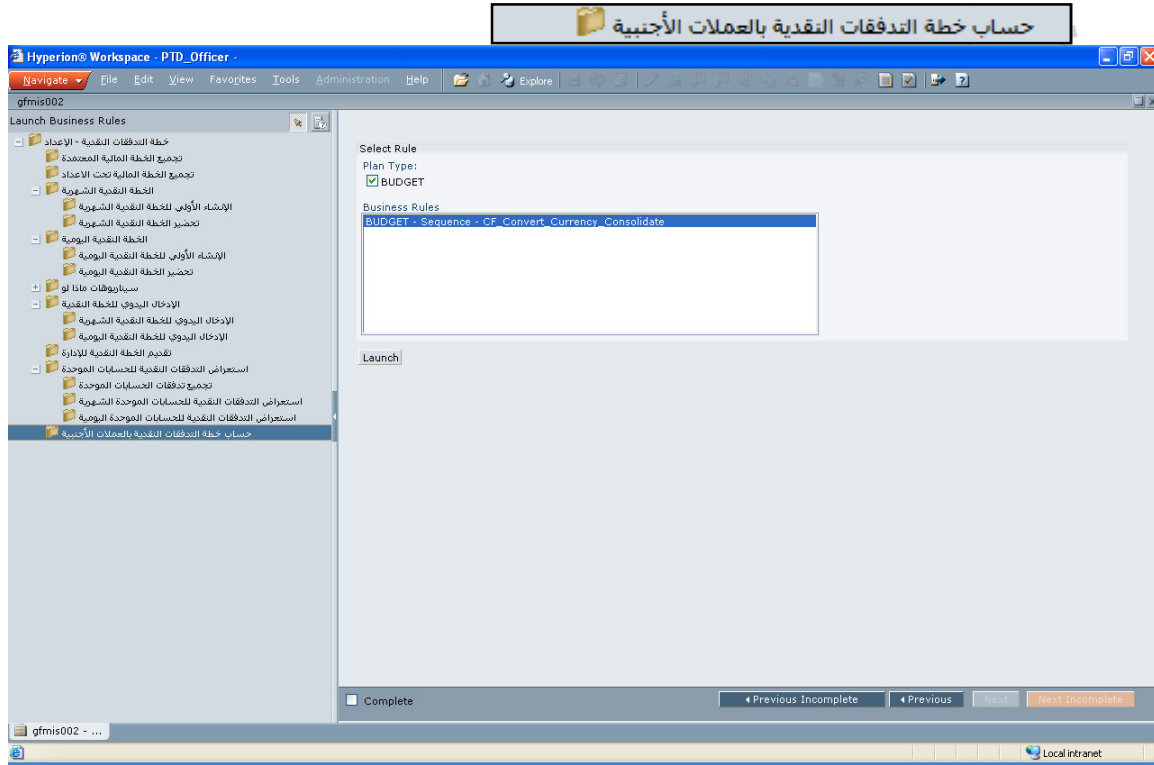 حساب خطة التدفقات النقدية بالعملات الأجنبية
Hyperion® Workspace - PTD_Officer -
Navigate File Edit View Favorites Tools Administration Help Explore
gfmis002
Launch Business Rules
خطة التدفقات النقدية - الإعداد
تجميع الخطة المالية المعتمدة
تجميع الخطة المالية تحت الاعداد
الخطة النقدية الشهرية
الإنشاء الأولي للخطة النقدية الشهرية
تحضير الخطة النقدية الشهرية
الخطة النقدية اليومية
الإنشاء الأولي للخطة النقدية اليومية
تحضير الخطة النقدية اليومية
سيناريوهات ماذا لو
الإدخال اليدوي للخطة النقدية
الإدخال اليدوي للخطة النقدية الشهرية
الإدخال اليدوي للخطة النقدية اليومية
تقديم الخطة النقدية للإدارة
استعراض التدفقات النقدية للحسابات الموحدة
تجميع تدفقات الحسابات الموحدة
استعراض التدفقات النقدية للحسابات الموحدة الشهرية
استعراض التدفقات النقدية للحسابات الموحدة اليومية
حساب خطة التدفقات النقدية بالعملات الأجنبية
Select Rule
Plan Type:
BUDGET
Business Rules
BUDGET - Sequence - CF_Convert_Currency_Consolidate
Launch
Complete
Previous Incomplete Previous Next Next Incomplete
gfmis002 - ...
Local intranet